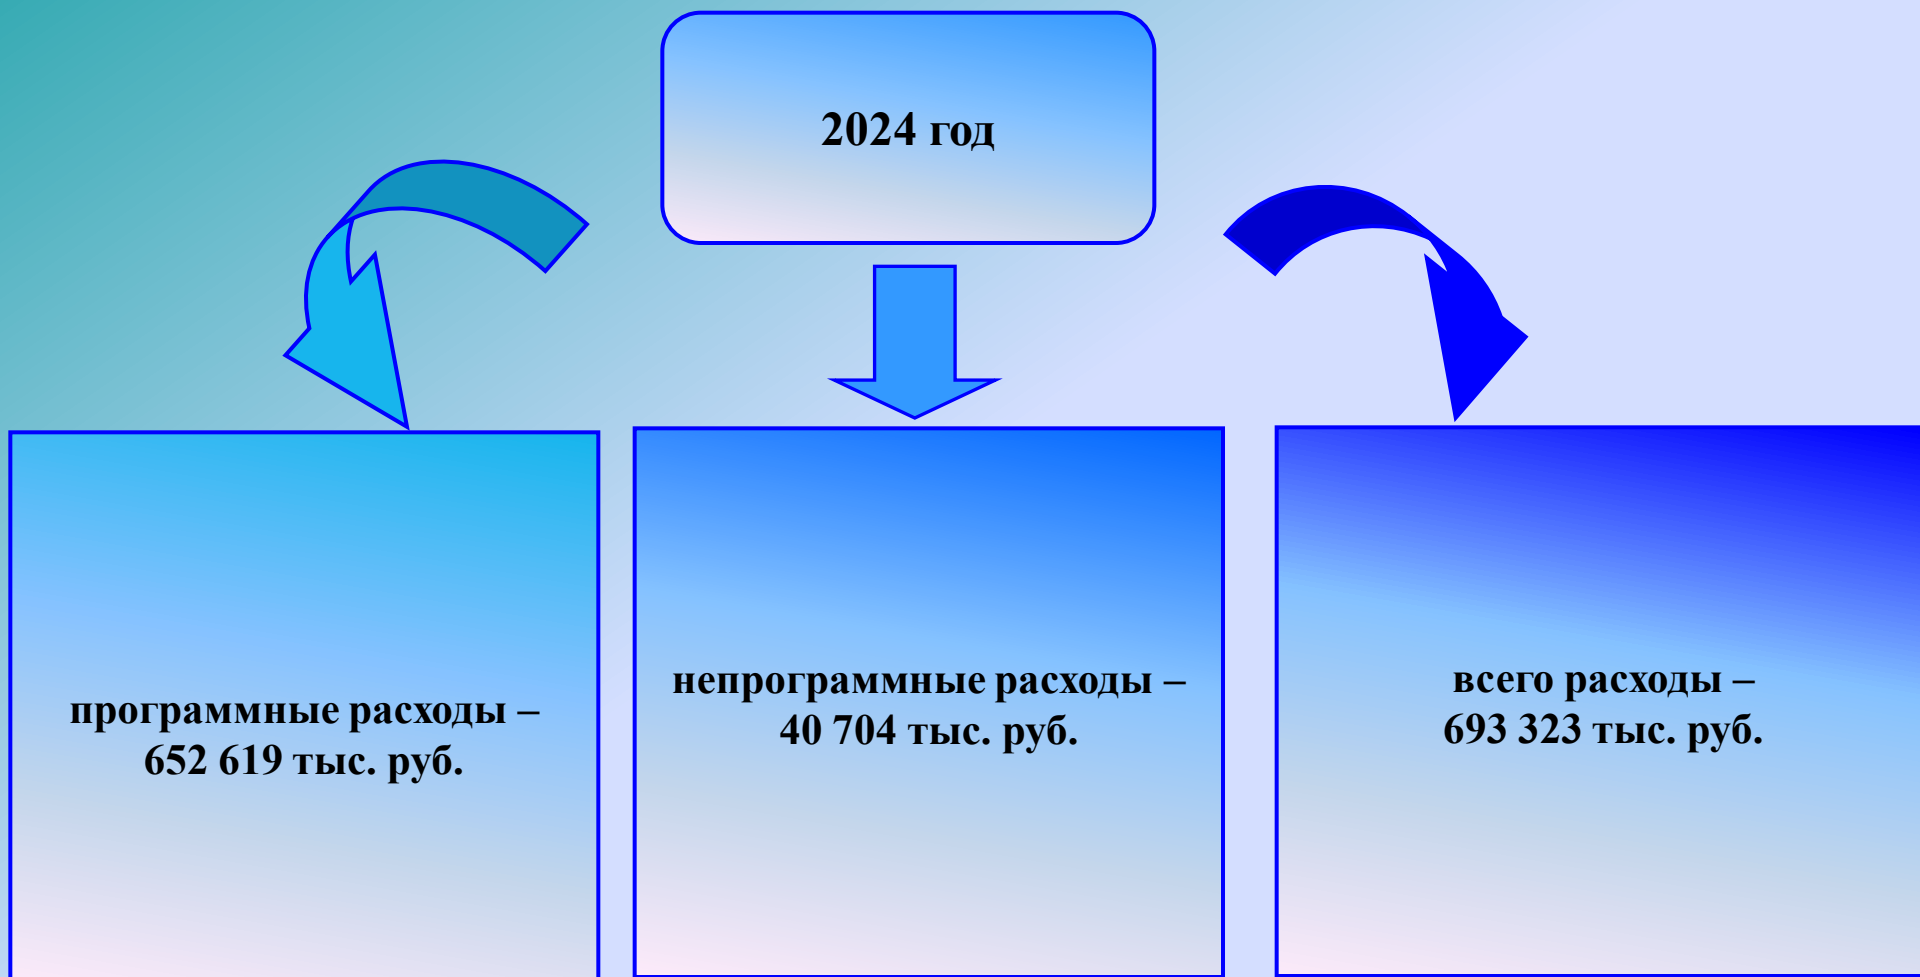 2024 год
программные расходы –
652 619 тыс. руб.
непрограммные расходы –
40 704 тыс. руб.
всего расходы –
693 323 тыс. руб.